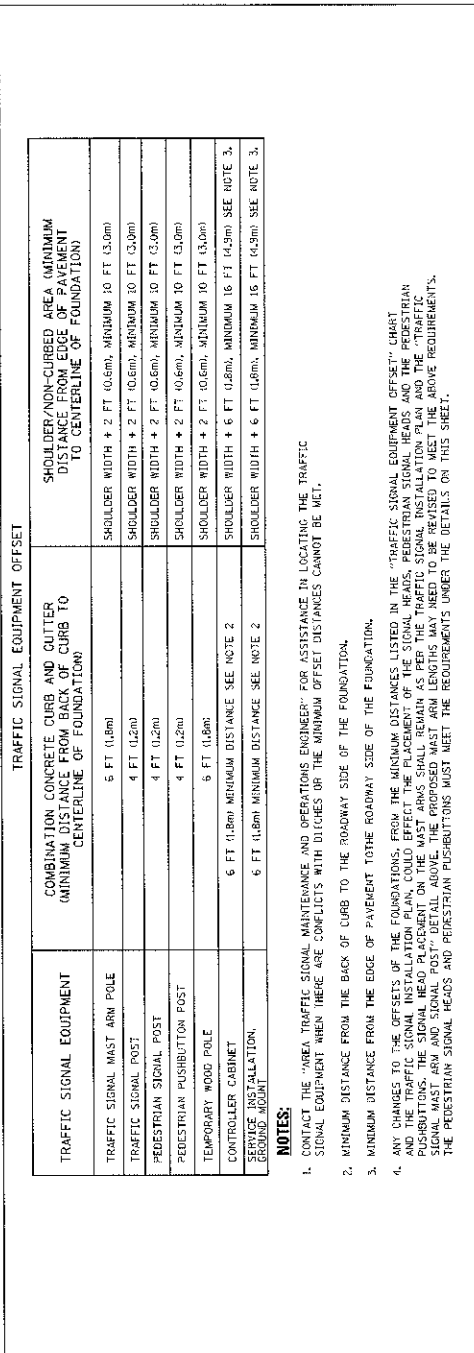 TRAFFIC SIGNAL EQUIPMENT OFFSET
TRAFFIC SIGNAL EQUIPMENT
COMBINATION CONCRETE CURB AND GUTTER
(MINIMUM DISTANCE FROM BACK OF CURB TO
CENTERLINE OF FOUNDATION)
SHOULDER/NON-CURBED AREA (MINIMUM
DISTANCE FROM EDGE OF PAVEMENT
TO CENTERLINE OF FOUNDATION)
TRAFFIC SIGNAL MAST ARM POLE
6 FT (1.8m)
SHOULDER WIDTH + 2 FT (0.6m), MINIMUM 10 FT (3.0m)
TRAFFIC SIGNAL POST
4 FT (1.2m)
SHOULDER WIDTH + 2 FT (0.6m), MINIMUM 10 FT (3.0m)
PEDESTRIAN SIGNAL POST
4 FT (1.2m)
SHOULDER WIDTH + 2 FT (0.6m), MINIMUM 10 FT (3.0m)
PEDESTRIAN PUSHBUTTON POST
4 FT (1.2m)
SHOULDER WIDTH + 2 FT (0.6m), MINIMUM 10 FT (3.0m)
TEMPORARY WOOD POLE
6 FT (1.8m)
SHOULDER WIDTH + 2 FT (0.6m), MINIMUM 10 FT (3.0m)
CONTROLLER CABINET
6 FT (1.8m) MINIMUM DISTANCE SEE NOTE 2
SHOULDER WIDTH + 6 FT (1.8m), MINIMUM 16 FT (4.9m) SEE NOTE 3.
SERVICE INSTALLATION,
GROUND MOUNT
6 FT (1.8m) MINIMUM DISTANCE SEE NOTE 2
SHOULDER WIDTH + 6 FT (1.8m), MINIMUM 16 FT (4.9m) SEE NOTE 3.
NOTES:
1. CONTACT THE "AREA TRAFFIC SIGNAL MAINTENANCE AND OPERATIONS ENGINEER" FOR ASSISTANCE IN LOCATING THE TRAFFIC
SIGNAL EQUIPMENT WHEN THERE ARE CONFLICTS WITH DITCHES OR THE MINIMUM OFFSET DISTANCES CANNOT BE MET.
2. MINIMUM DISTANCE FROM THE BACK OF CURB TO THE ROADWAY SIDE OF THE FOUNDATION.
3. MINIMUM DISTANCE FROM THE EDGE OF PAVEMENT TOTHE ROADWAY SIDE OF THE FOUNDATION.
4. ANY CHANGES TO THE OFFSETS OF THE FOUNDATIONS, FROM THE MINIMUM DISTANCES LISTED IN THE "TRAFFIC SIGNAL EQUIPMENT OFFSET" CHART
AND THE TRAFFIC SIGNAL INSTALLATION PLAN, COULD EFFECT THE PLACEMENT OF THE SIGNAL HEADS, PEDESTRIAN SIGNAL HEADS AND THE PEDESTRIAN
PUSHBUTTONS. THE SIGNAL HEAD PLACEMENT ON THE MAST ARMS SHALL REMAIN AS PER THE TRAFFIC SIGNAL INSTALLATION PLAN AND THE "TRAFFIC
SIGNAL MAST ARM AND SIGNAL POST" DETAIL ABOVE. THE PROPOSED MAST ARM LENGTHS MAY NEED TO BE REVISED TO MEET THE ABOVE REQUIREMENTS.
THE PEDESTRIAN SIGNAL HEADS AND PEDESTRIAN PUSHBUTTONS MUST MEET THE REQUIREMENTS UNDER THE DETAILS ON THIS SHEET.